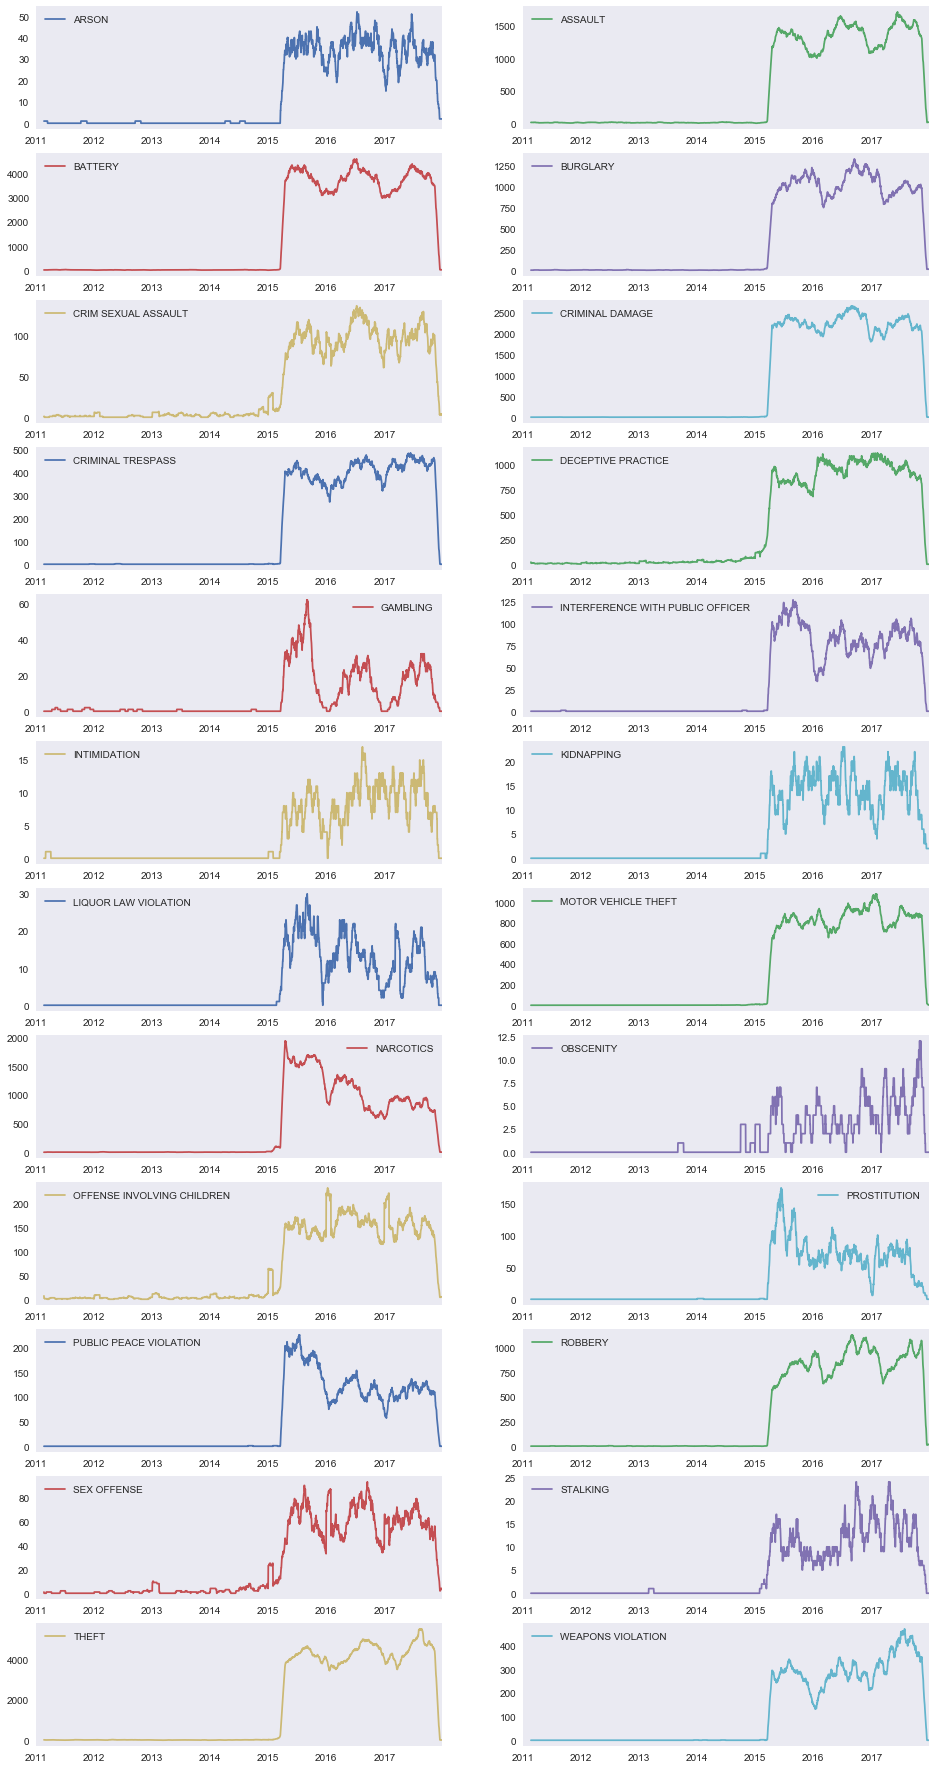 ARSON
50
40
30
20
10
0
2011 2012 2013 2014 2015 2016 2017
ASSAULT
1500
1000
500
0
2011 2012 2013 2014 2015 2016 2017
BATTERY
4000
3000
2000
1000
0
2011 2012 2013 2014 2015 2016 2017
BURGLARY
1250
1000
750
500
250
0
2011 2012 2013 2014 2015 2016 2017
CRIM SEXUAL ASSAULT
100
50
0
2011 2012 2013 2014 2015 2016 2017
CRIMINAL DAMAGE
2500
2000
1500
1000
500
0
2011 2012 2013 2014 2015 2016 2017
CRIMINAL TRESPASS
500
400
300
200
100
0
2011 2012 2013 2014 2015 2016 2017
DECEPTIVE PRACTICE
1000
750
500
250
0
2011 2012 2013 2014 2015 2016 2017
GAMBLING
60
40
20
0
2011 2012 2013 2014 2015 2016 2017
INTERFERENCE WITH PUBLIC OFFICER
125
100
75
50
25
0
2011 2012 2013 2014 2015 2016 2017
INTIMIDATION
15
10
5
0
2011 2012 2013 2014 2015 2016 2017
KIDNAPPING
20
15
10
5
0
2011 2012 2013 2014 2015 2016 2017
LIQUOR LAW VIOLATION
30
20
10
0
2011 2012 2013 2014 2015 2016 2017
MOTOR VEHICLE THEFT
1000
800
600
400
200
0
2011 2012 2013 2014 2015 2016 2017
NARCOTICS
2000
1500
1000
500
0
2011 2012 2013 2014 2015 2016 2017
OBSCENITY
12.5
10.0
7.5
5.0
2.5
0.0
2011 2012 2013 2014 2015 2016 2017
OFFENSE INVOLVING CHILDREN
200
150
100
50
0
2011 2012 2013 2014 2015 2016 2017
PROSTITUTION
150
100
50
0
2011 2012 2013 2014 2015 2016 2017
PUBLIC PEACE VIOLATION
200
150
100
50
0
2011 2012 2013 2014 2015 2016 2017
ROBBERY
1000
750
500
250
0
2011 2012 2013 2014 2015 2016 2017
SEX OFFENSE
80
60
40
20
0
2011 2012 2013 2014 2015 2016 2017
STALKING
25
20
15
10
5
0
2011 2012 2013 2014 2015 2016 2017
THEFT
4000
2000
0
2011 2012 2013 2014 2015 2016 2017
WEAPONS VIOLATION
400
300
200
100
0
2011 2012 2013 2014 2015 2016 2017